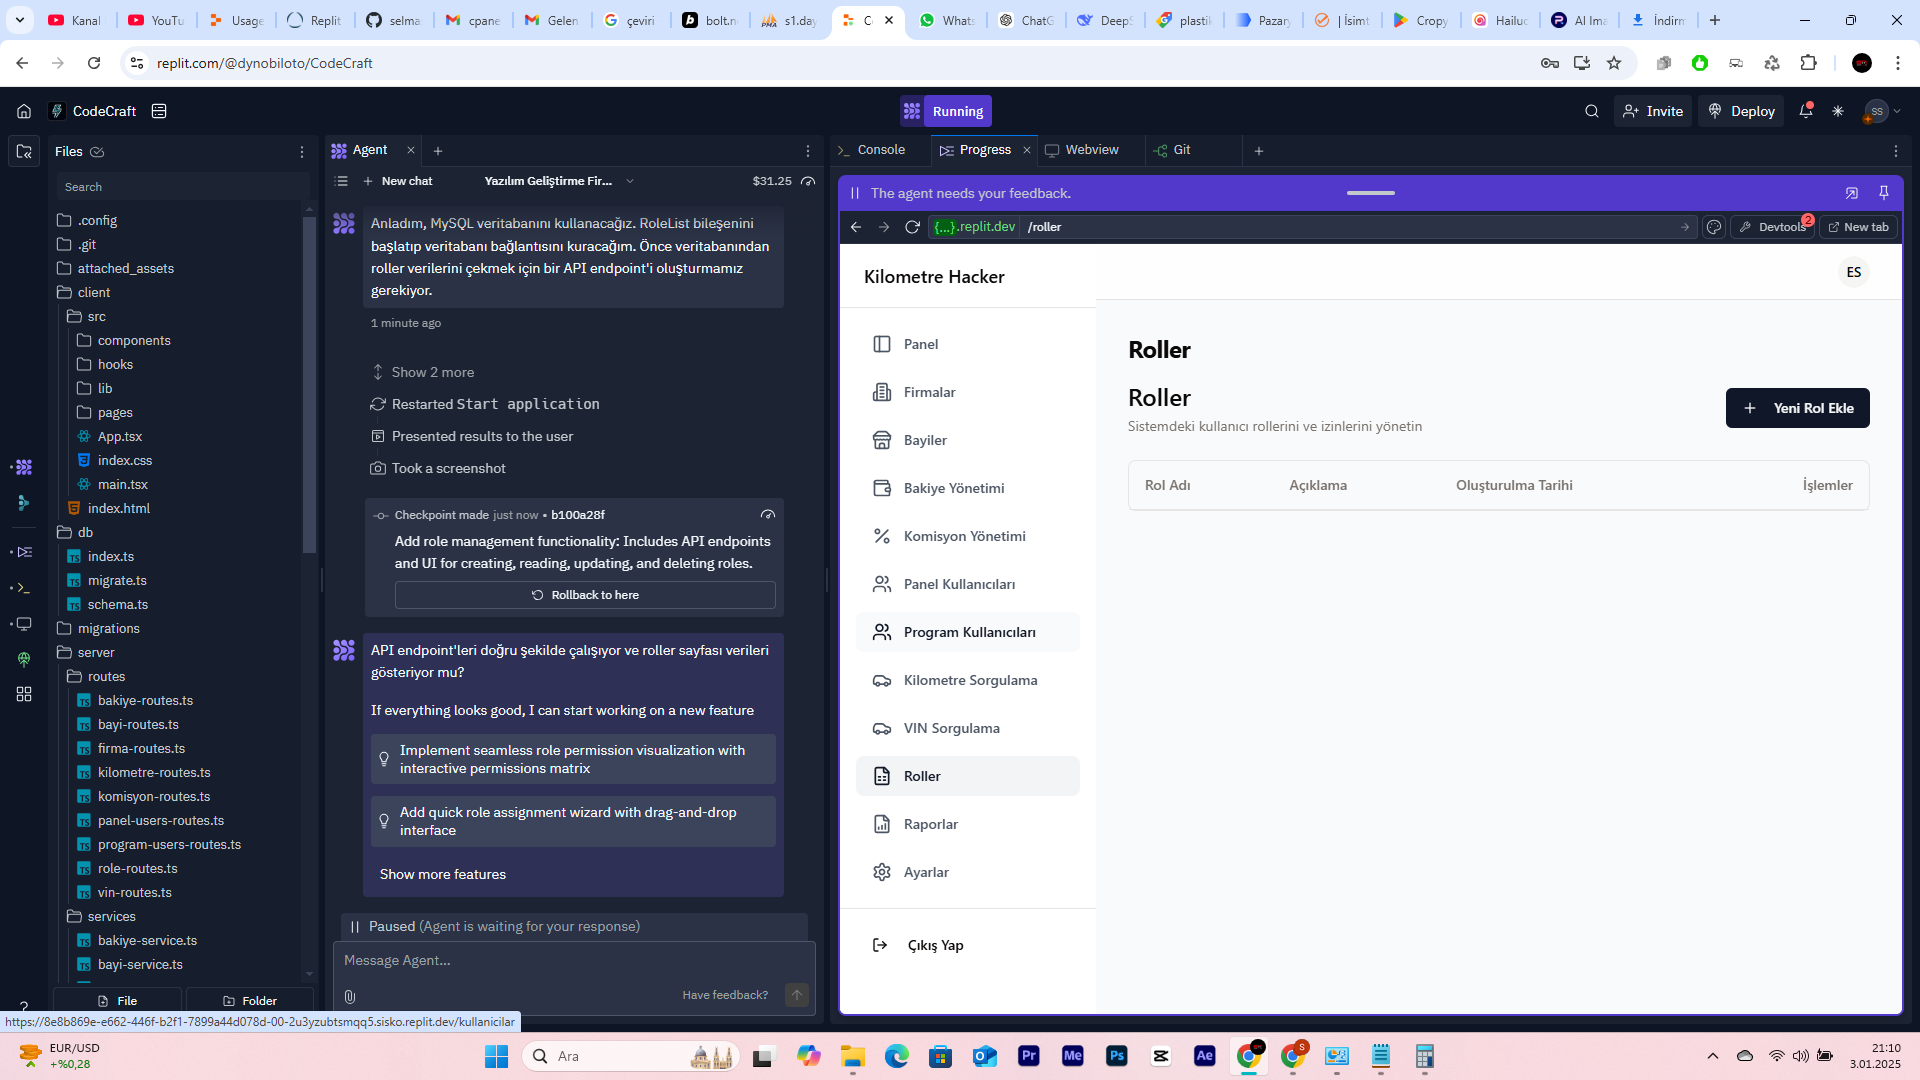 Kanal
YouTu
Usage
Replit
selma
cpane
Gelen
çeviri
bolt.n
s1.day
Co
Whats
ChatG
DeepS
plastik
Pazary
| İsimt
Cropy
Hailuo
AI Ima
İndirm
replit.com/@dynobiloto/CodeCraft
CodeCraft
Running
Invite
Deploy
SS
Files
Search
.config
.git
attached_assets
client
src
components
hooks
lib
pages
App.tsx
index.css
main.tsx
index.html
db
index.ts
migrate.ts
schema.ts
migrations
server
routes
bakiye-routes.ts
bayi-routes.ts
firma-routes.ts
kilometre-routes.ts
komisyon-routes.ts
panel-users-routes.ts
program-users-routes.ts
role-routes.ts
vin-routes.ts
services
bakiye-service.ts
bayi-service.ts
File
Folder
Agent
New chat
Yazılım Geliştirme Fir...
$31.25
Anladım, MySQL veritabanını kullanacağız. RoleList bileşenini
başlatıp veritabanı bağlantısını kuracağım. Önce veritabanından
roller verilerini çekmek için bir API endpoint'i oluşturmamız
gerekiyor.
1 minute ago
Show 2 more
Restarted Start application
Presented results to the user
Took a screenshot
Checkpoint made just now • b100a28f
Add role management functionality: Includes API endpoints
and UI for creating, reading, updating, and deleting roles.
Rollback to here
API endpoint'leri doğru şekilde çalışıyor ve roller sayfası verileri
gösteriyor mu?
If everything looks good, I can start working on a new feature
Implement seamless role permission visualization with
interactive permissions matrix
Add quick role assignment wizard with drag-and-drop
interface
Show more features
Paused (Agent is waiting for your response)
Message Agent...
Have feedback?
Console
Progress
Webview
Git
The agent needs your feedback.
{...}.replit.dev
/roller
Devtools
2
New tab
Kilometre Hacker
ES
Panel
Firmalar
Bayiler
Bakiye Yönetimi
Komisyon Yönetimi
Panel Kullanıcıları
Program Kullanıcıları
Kilometre Sorgulama
VIN Sorgulama
Roller
Raporlar
Ayarlar
Çıkış Yap
Roller
Roller
Sistemdeki kullanıcı rollerini ve izinlerini yönetin
Yeni Rol Ekle
Rol Adı
Açıklama
Oluşturulma Tarihi
İşlemler
https://8e8b869e-e662-446f-b2f1-7899a44d078d-00-2u3yzubtsmqq5.sisko.replit.dev/kullanicilar
EUR/USD
+%0,28
Ara
Pr
Me
Ps
Ae
S
21:10
3.01.2025